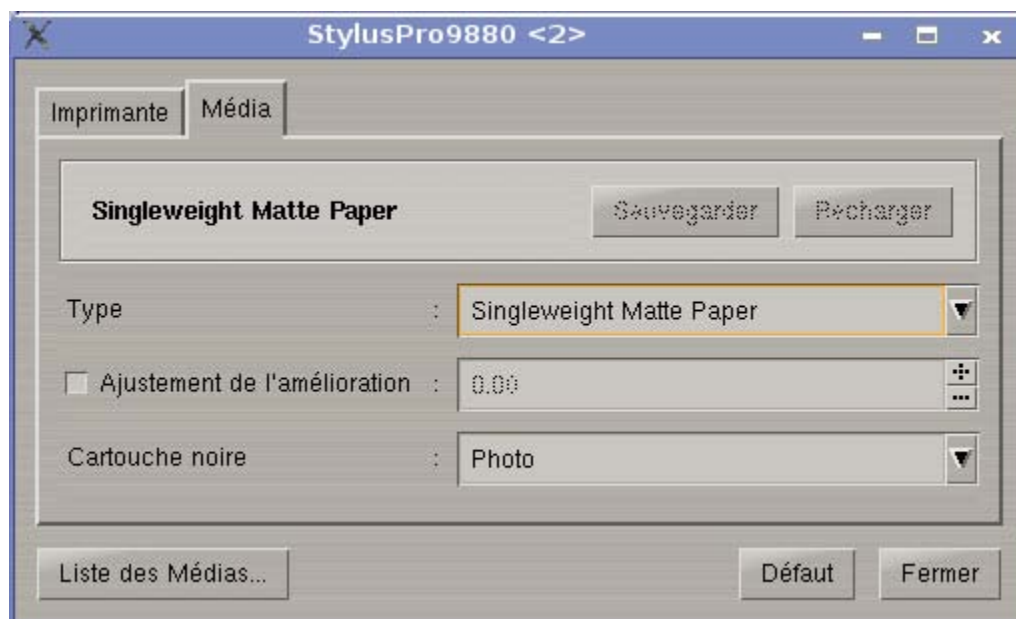 StylusPro9880 <2>
Imprimante Média
Singleweight Matte Paper Sauvegarder Recharger
Type : Singleweight Matte Paper
Ajustement de l'amélioration : 0.00
Cartouche noire : Photo
Liste des Médias... Défaut Fermer